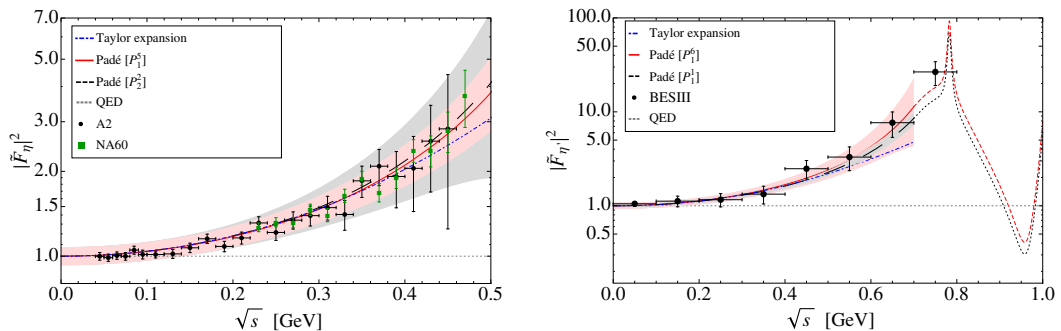 7.0
5.0
3.0
2.0
1.5
1.0
0.7
|F̃η|²
Taylor expansion
Padé [P⁵₁]
Padé [P²₂]
QED
A2
NA60
0.0 0.1 0.2 0.3 0.4 0.5
√s [GeV]
100.0
50.0
10.0
5.0
1.0
0.5
|F̃η′|²
Taylor expansion
Padé [P⁶₁]
Padé [P¹₁]
BESIII
QED
0.0 0.2 0.4 0.6 0.8 1.0
√s [GeV]